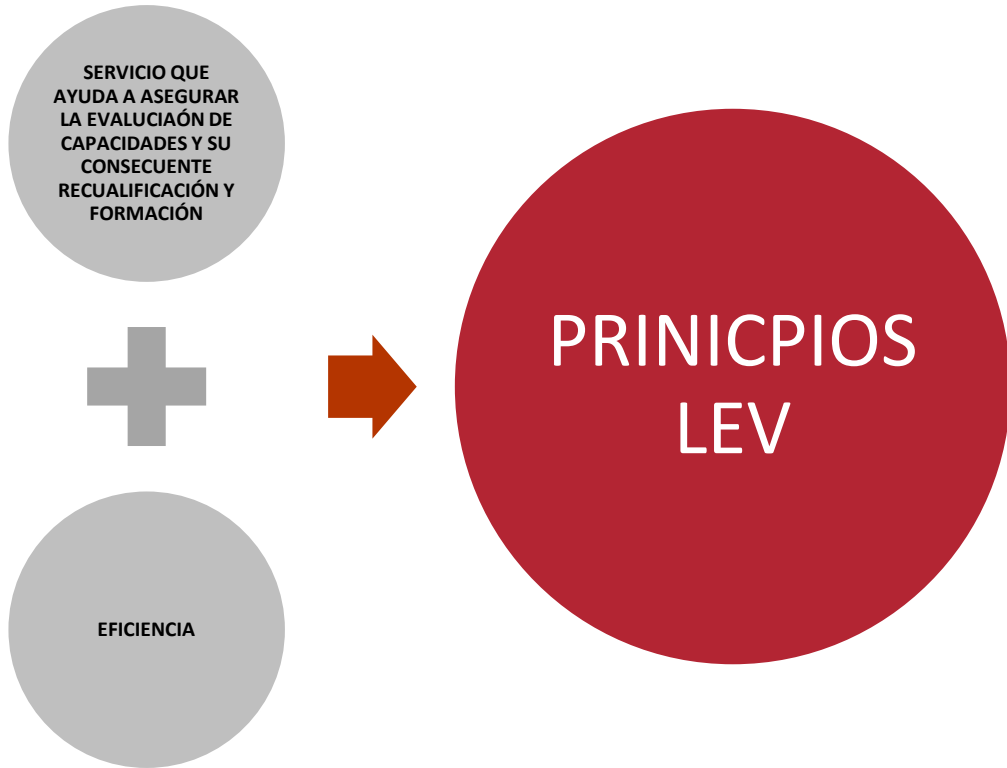 SERVICIO QUE
AYUDA A ASEGURAR
LA EVALUCIAÓN DE
CAPACIDADES Y SU
CONSECUENTE
RECUALIFICACIÓN Y
FORMACIÓN
EFICIENCIA
PRINICPIOS
LEV